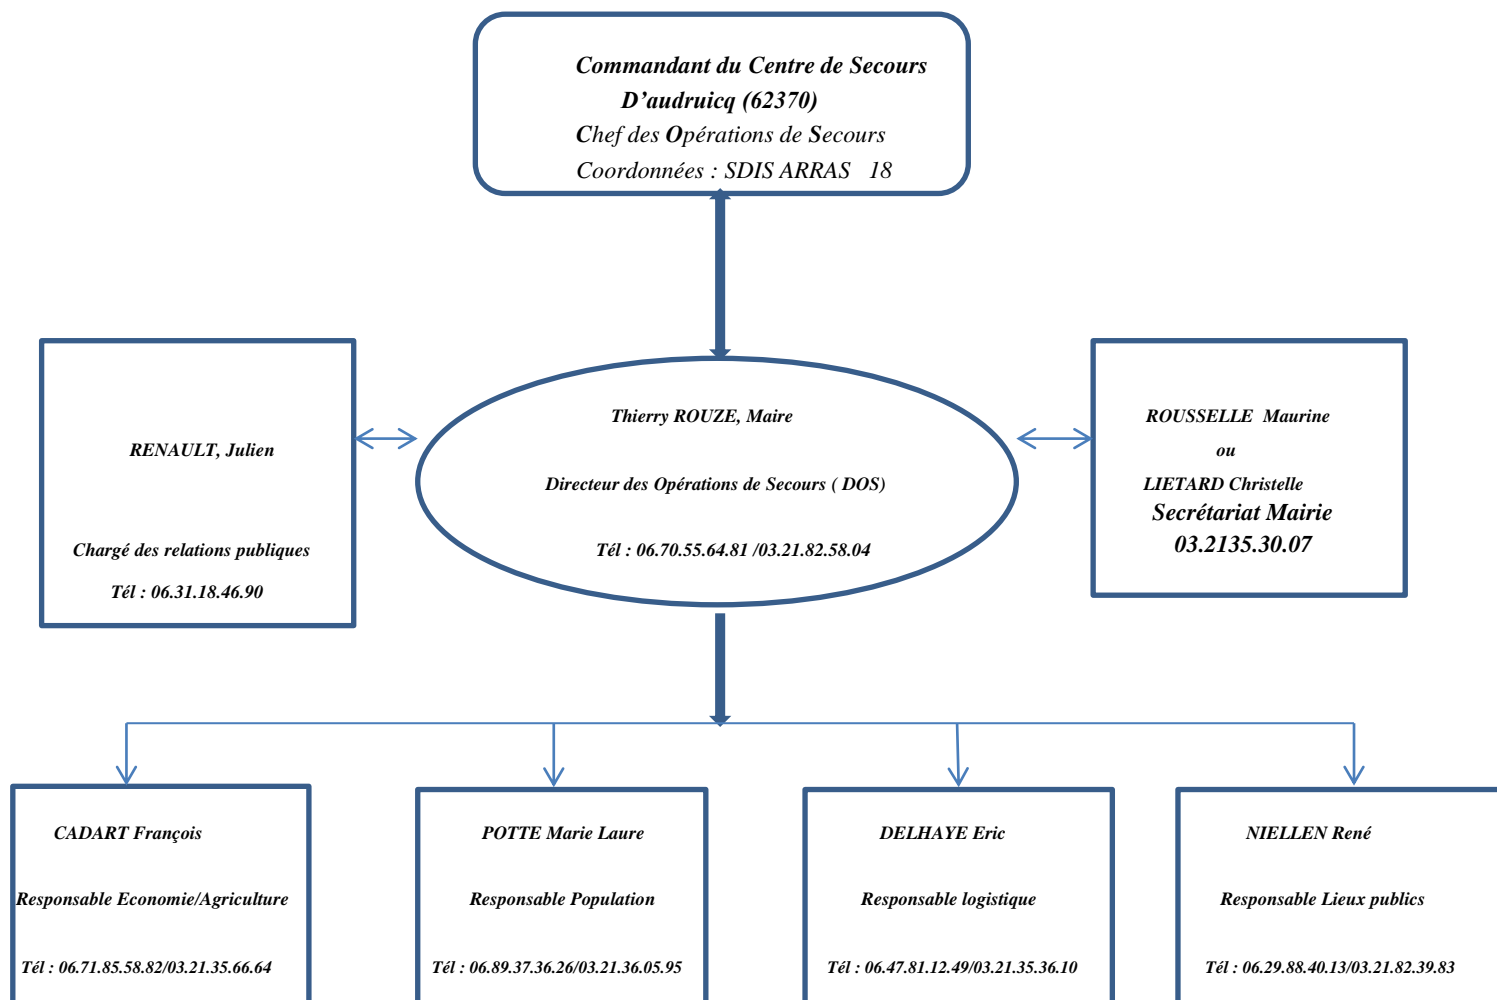 Commandant du Centre de Secours
D’audruicq (62370)
Chef des Opérations de Secours
Coordonnées : SDIS ARRAS 18
RENAULT, Julien
Chargé des relations publiques
Tél : 06.31.18.46.90
Thierry ROUZE, Maire
Directeur des Opérations de Secours ( DOS)
Tél : 06.70.55.64.81 /03.21.82.58.04
ROUSSELLE Maurine
ou
LIETARD Christelle
Secrétariat Mairie
03.2135.30.07
CADART François
Responsable Economie/Agriculture
Tél : 06.71.85.58.82/03.21.35.66.64
POTTE Marie Laure
Responsable Population
Tél : 06.89.37.36.26/03.21.36.05.95
DELHAYE Eric
Responsable logistique
Tél : 06.47.81.12.49/03.21.35.36.10
NIELLEN René
Responsable Lieux publics
Tél : 06.29.88.40.13/03.21.82.39.83